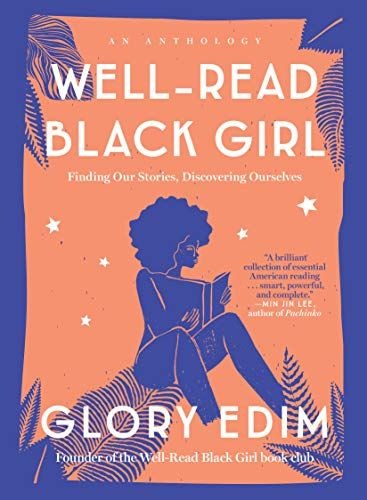 AN ANTHOLOGY
WELL-READ
BLACK GIRL
Finding Our Stories, Discovering Ourselves
"A brilliant
collection of essential
American reading
. . . smart, powerful,
and complete."
—MIN JIN LEE,
author of Pachinko
GLORY EDIM
Founder of the Well-Read Black Girl book club